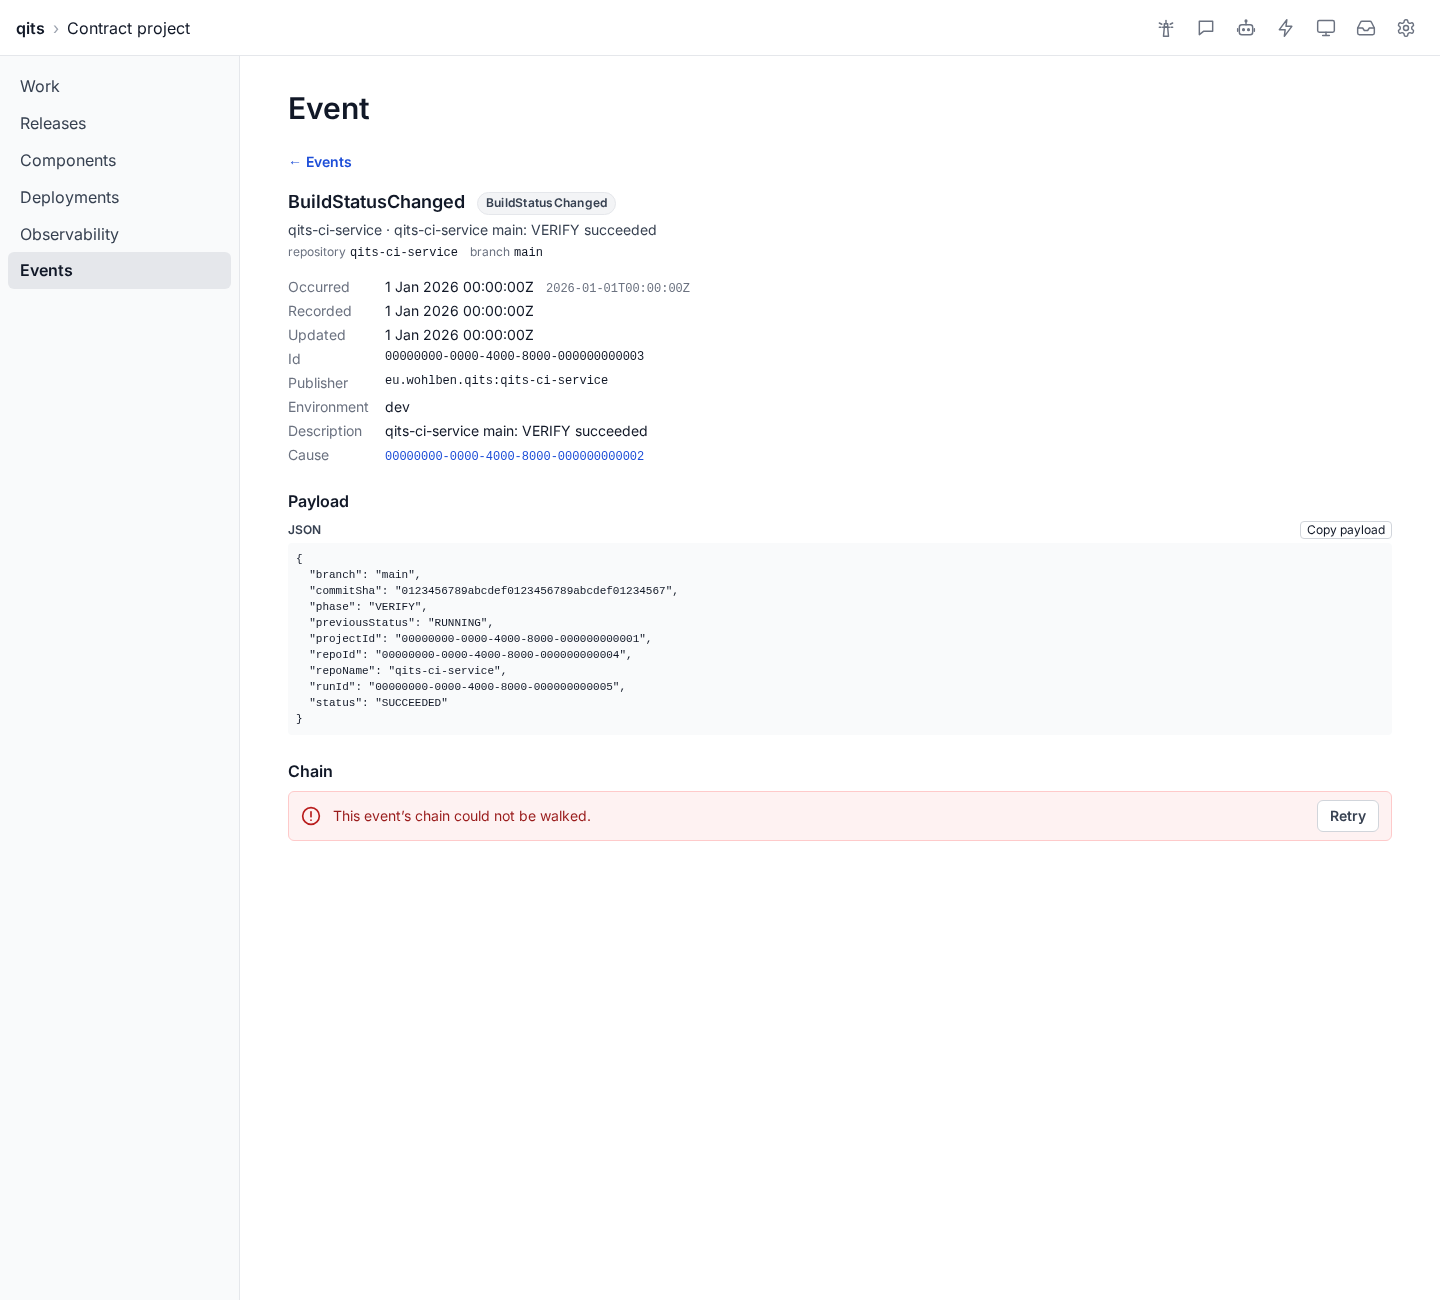 qits › Contract project
Work
Releases
Components
Deployments
Observability
Events
Event
← Events
BuildStatusChanged BuildStatusChanged
qits-ci-service · qits-ci-service main: VERIFY succeeded
repository qits-ci-service branch main
Occurred 1 Jan 2026 00:00:00Z 2026-01-01T00:00:00Z
Recorded 1 Jan 2026 00:00:00Z
Updated 1 Jan 2026 00:00:00Z
Id 00000000-0000-4000-8000-000000000003
Publisher eu.wohlben.qits:qits-ci-service
Environment dev
Description qits-ci-service main: VERIFY succeeded
Cause 00000000-0000-4000-8000-000000000002
Payload
JSON Copy payload
{
  "branch": "main",
  "commitSha": "0123456789abcdef0123456789abcdef01234567",
  "phase": "VERIFY",
  "previousStatus": "RUNNING",
  "projectId": "00000000-0000-4000-8000-000000000001",
  "repoId": "00000000-0000-4000-8000-000000000004",
  "repoName": "qits-ci-service",
  "runId": "00000000-0000-4000-8000-000000000005",
  "status": "SUCCEEDED"
}
Chain
This event’s chain could not be walked. Retry